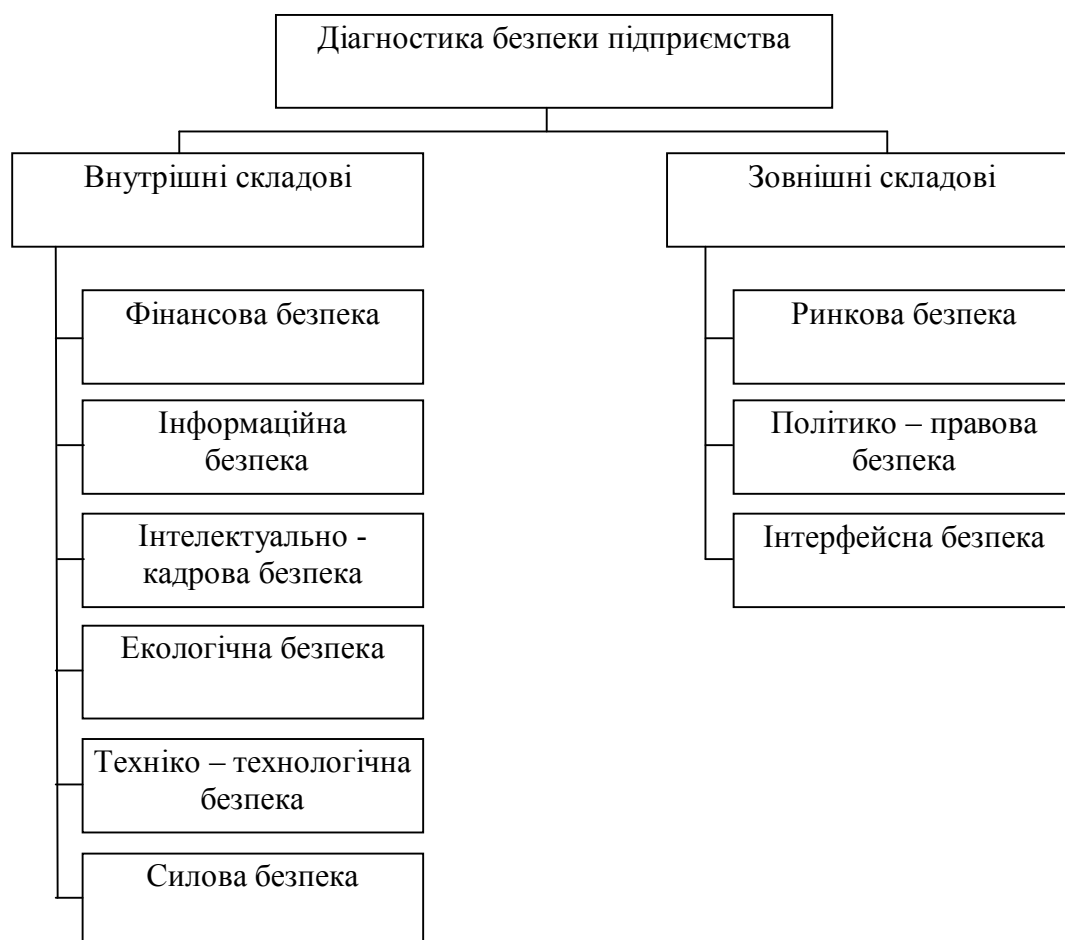 Діагностика безпеки підприємства
Внутрішні складові
Зовнішні складові
Фінансова безпека
Інформаційна
безпека
Інтелектуально -
кадрова безпека
Екологічна безпека
Техніко – технологічна
безпека
Силова безпека
Ринкова безпека
Політико – правова
безпека
Інтерфейсна безпека